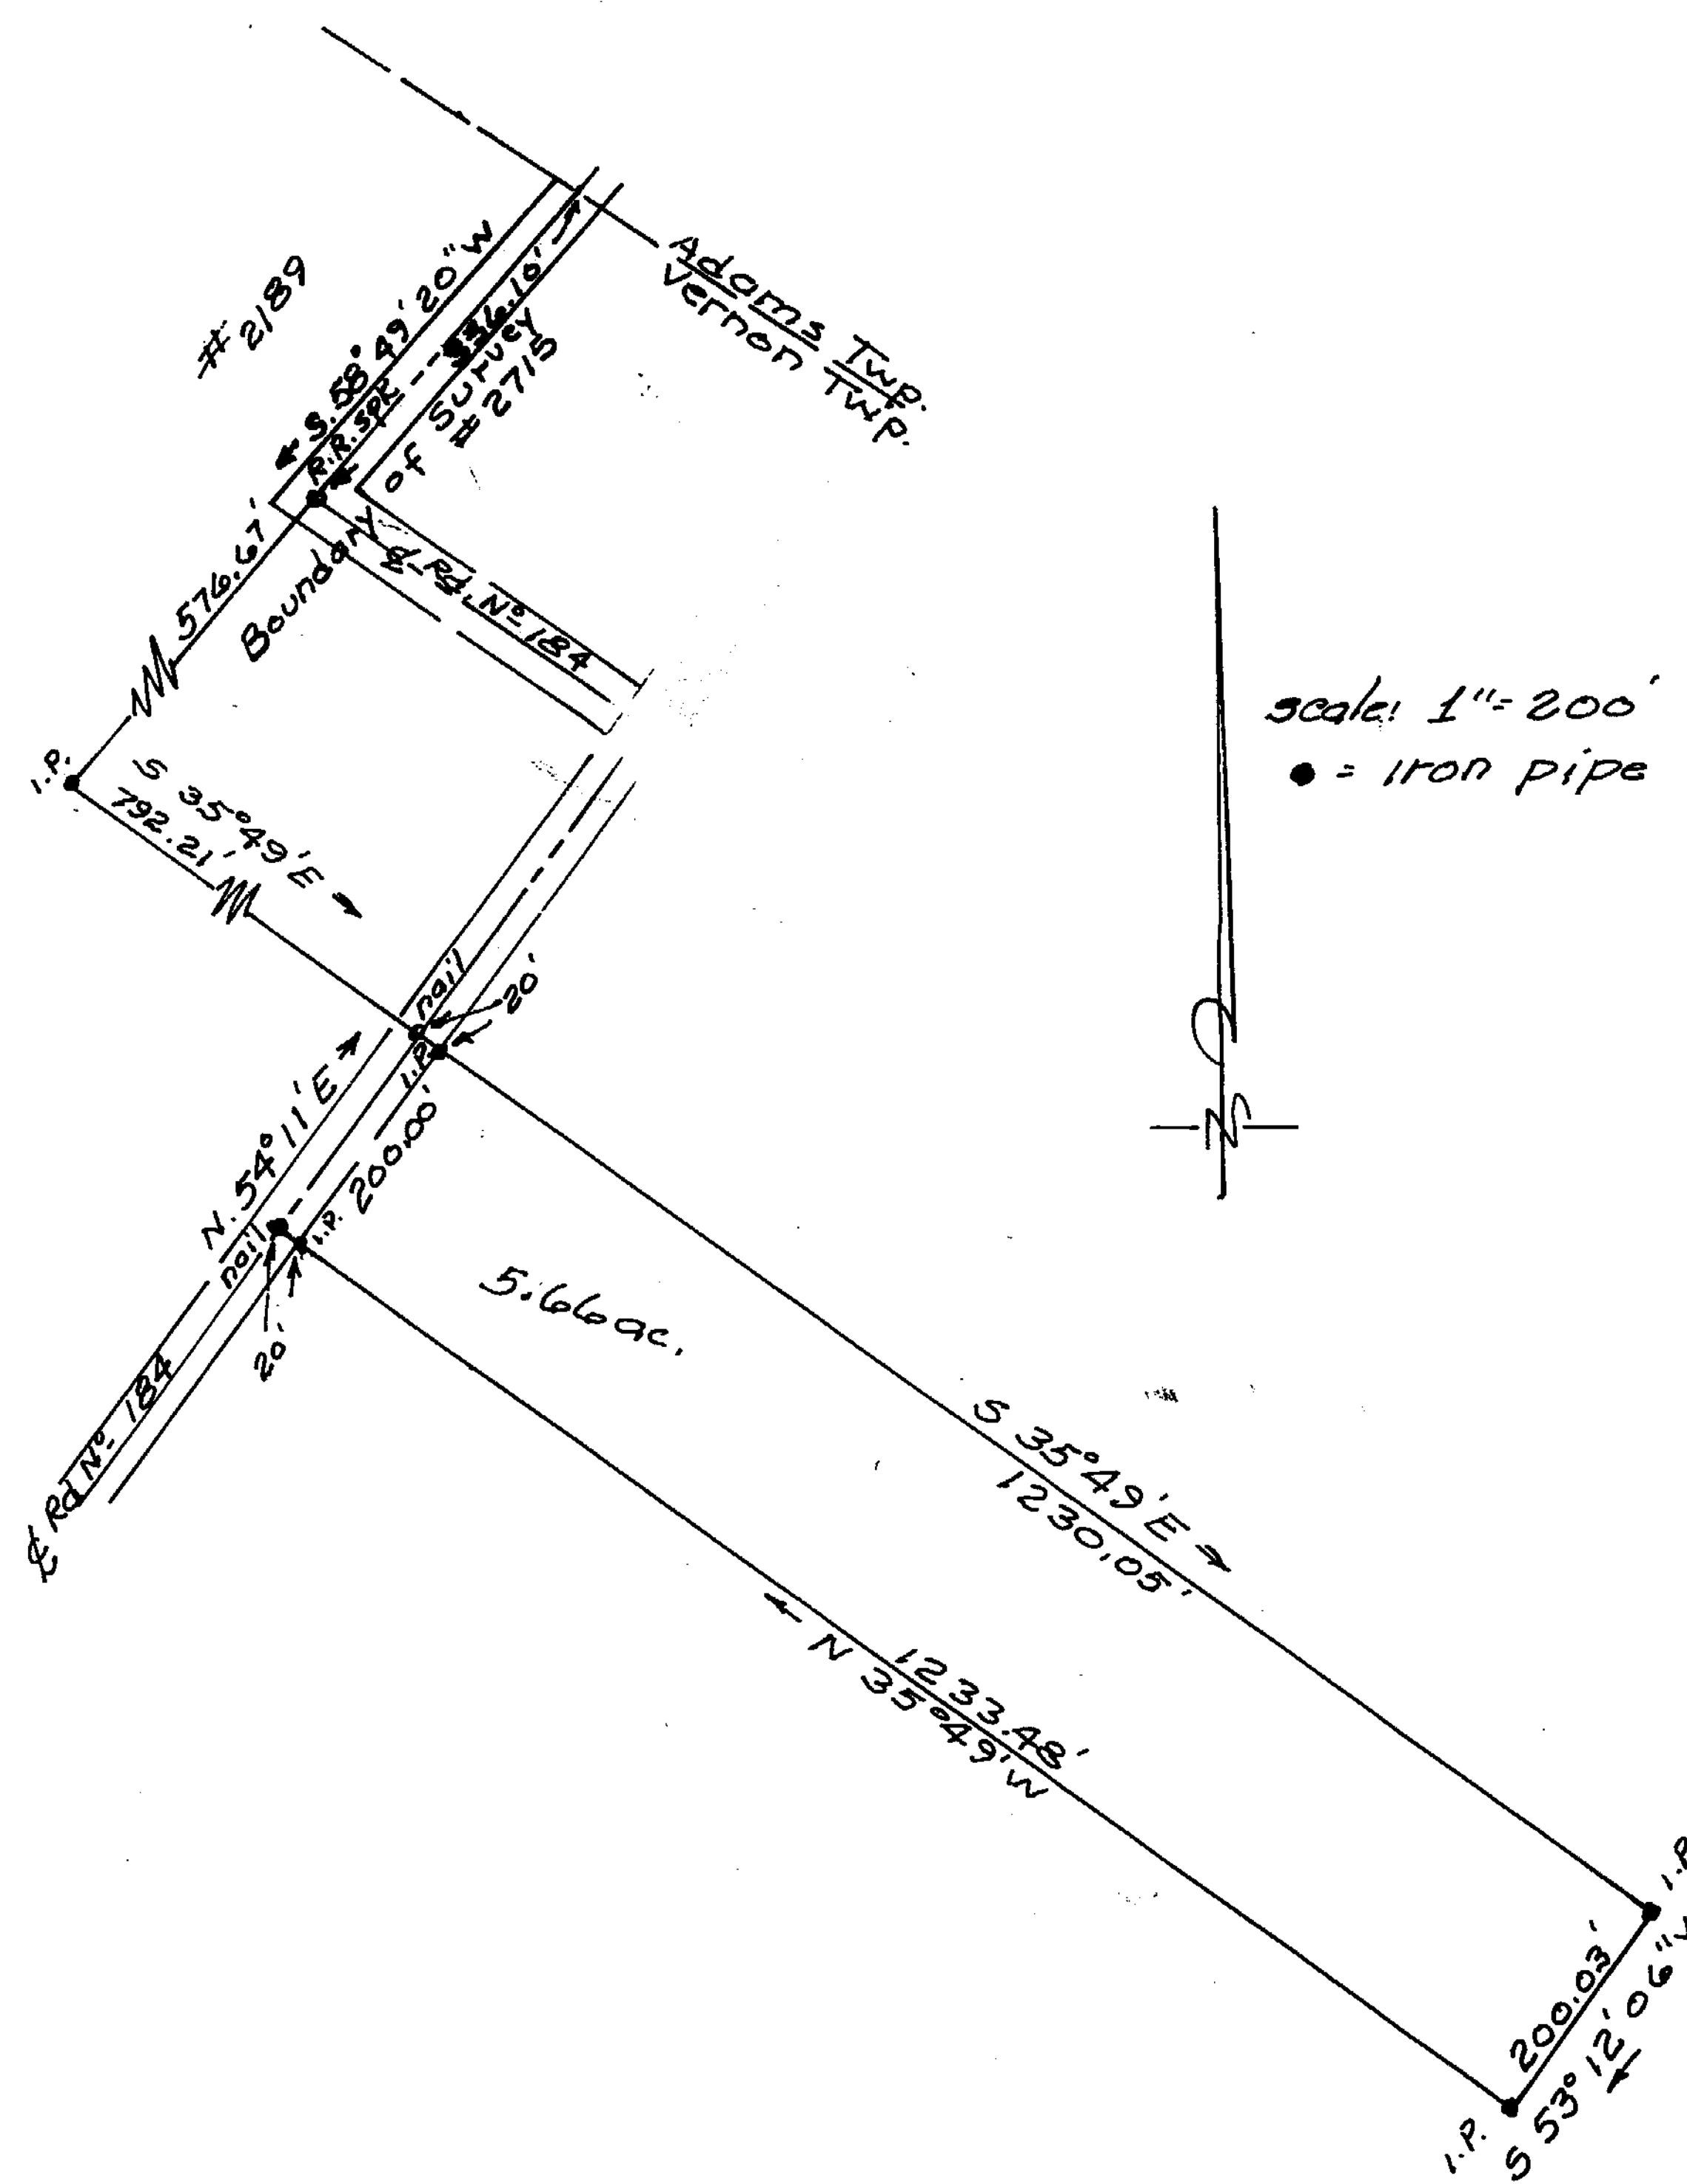 Adams Twp.
Vernon Twp.
# 2189
S. 58° 49' 20" W
336.10'
R.R. Spk
Boundary of Survey
# 2715
576.67'
℄ Rd. Nº 184
I.P.
S 35°49' E
792.21'
scale: 1"= 200'
● = Iron pipe
nail
20'
I.P.
N. 54° 11' E
200.00'
nail
I.P.
20'
5.66 ac.
N
℄ Rd Nº 184
S 35°49' E
1230.05'
1233.48'
N 35°49' W
I.P.
200.03'
S 53° 12' 06"
I.P.